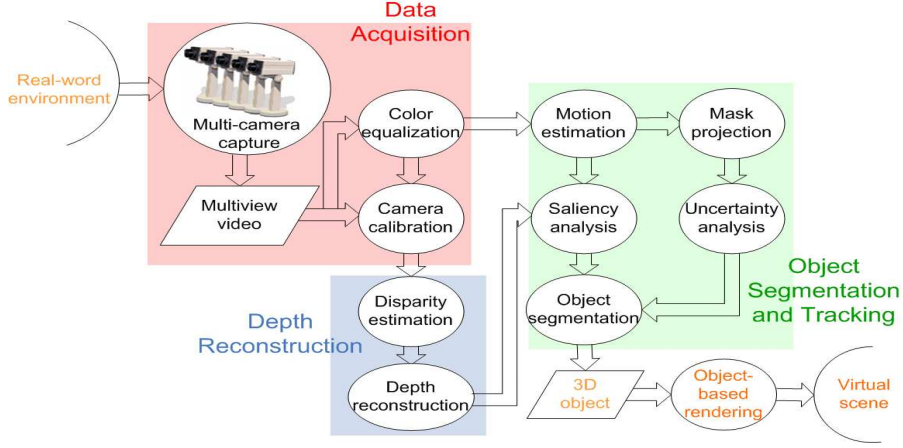 Data
Acquisition
Real-word
environment
Multi-camera
capture
Color
equalization
Motion
estimation
Mask
projection
Multiview
video
Camera
calibration
Saliency
analysis
Uncertainty
analysis
Depth
Reconstruction
Disparity
estimation
Object
segmentation
Object
Segmentation
and Tracking
Depth
reconstruction
3D
object
Object-
based
rendering
Virtual
scene